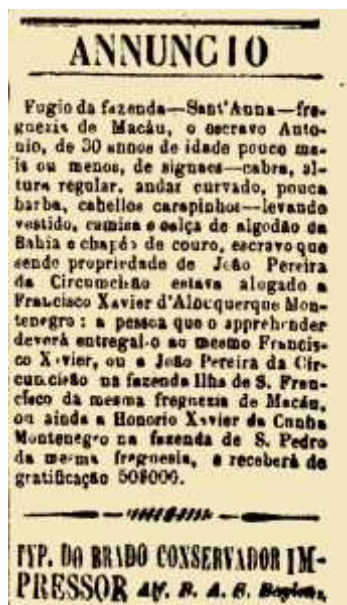 ANNUNCIO
Fugio da fazenda—Sant'Anna—fre-
guezia de Macáu, o escravo Anto-
nio, de 30 annos de idade pouco ma-
is ou menos, de signaes—cabra, al-
tura regular, andar curvado, pouca
barba, cabellos carapinhos—levando
vestido, camisa e calça de algodão da
Bahia e chapéo de couro, escravo que
sendo propriedade de João Pereira
da Circumcisão estava alogado a
Francisco Xavier d'Albuquerque Mon-
tenegro : a pessoa que o apprehender
deverá entregal-o ao mesmo Francis-
co Xavier, ou a João Pereira da Cir-
cumcisão na fazenda Ilha de S. Fran-
cisco da mesma freguezia de Macáu,
ou ainda a Honorio Xavier da Cunha
Montenegro na fazenda de S. Pedro
da mesma freguesia, e receberá de
gratificação 50$000.
TYP. DO BRADO CONSERVADOR IM-
PRESSOR Alf. R. A. S.